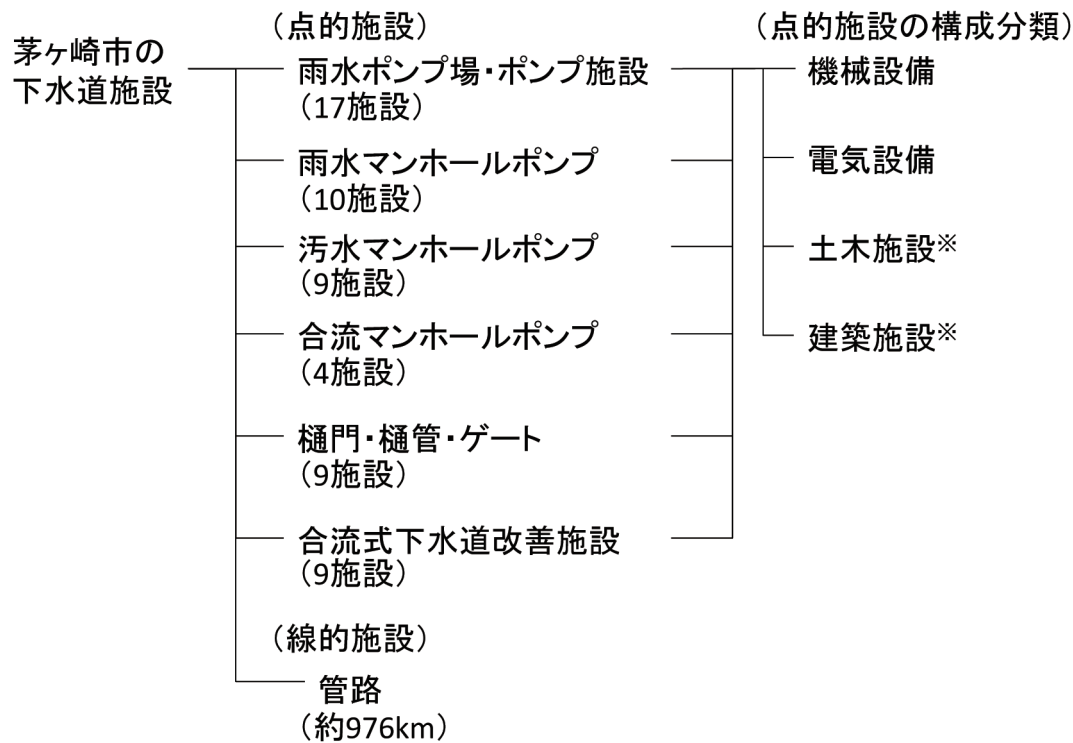 茅ヶ崎市の
下水道施設
（点的施設）
雨水ポンプ場・ポンプ施設
（17施設）
雨水マンホールポンプ
（10施設）
汚水マンホールポンプ
（9施設）
合流マンホールポンプ
（4施設）
樋門・樋管・ゲート
（9施設）
合流式下水道改善施設
（9施設）
（線的施設）
管路
（約976km）
（点的施設の構成分類）
機械設備
電気設備
土木施設※
建築施設※